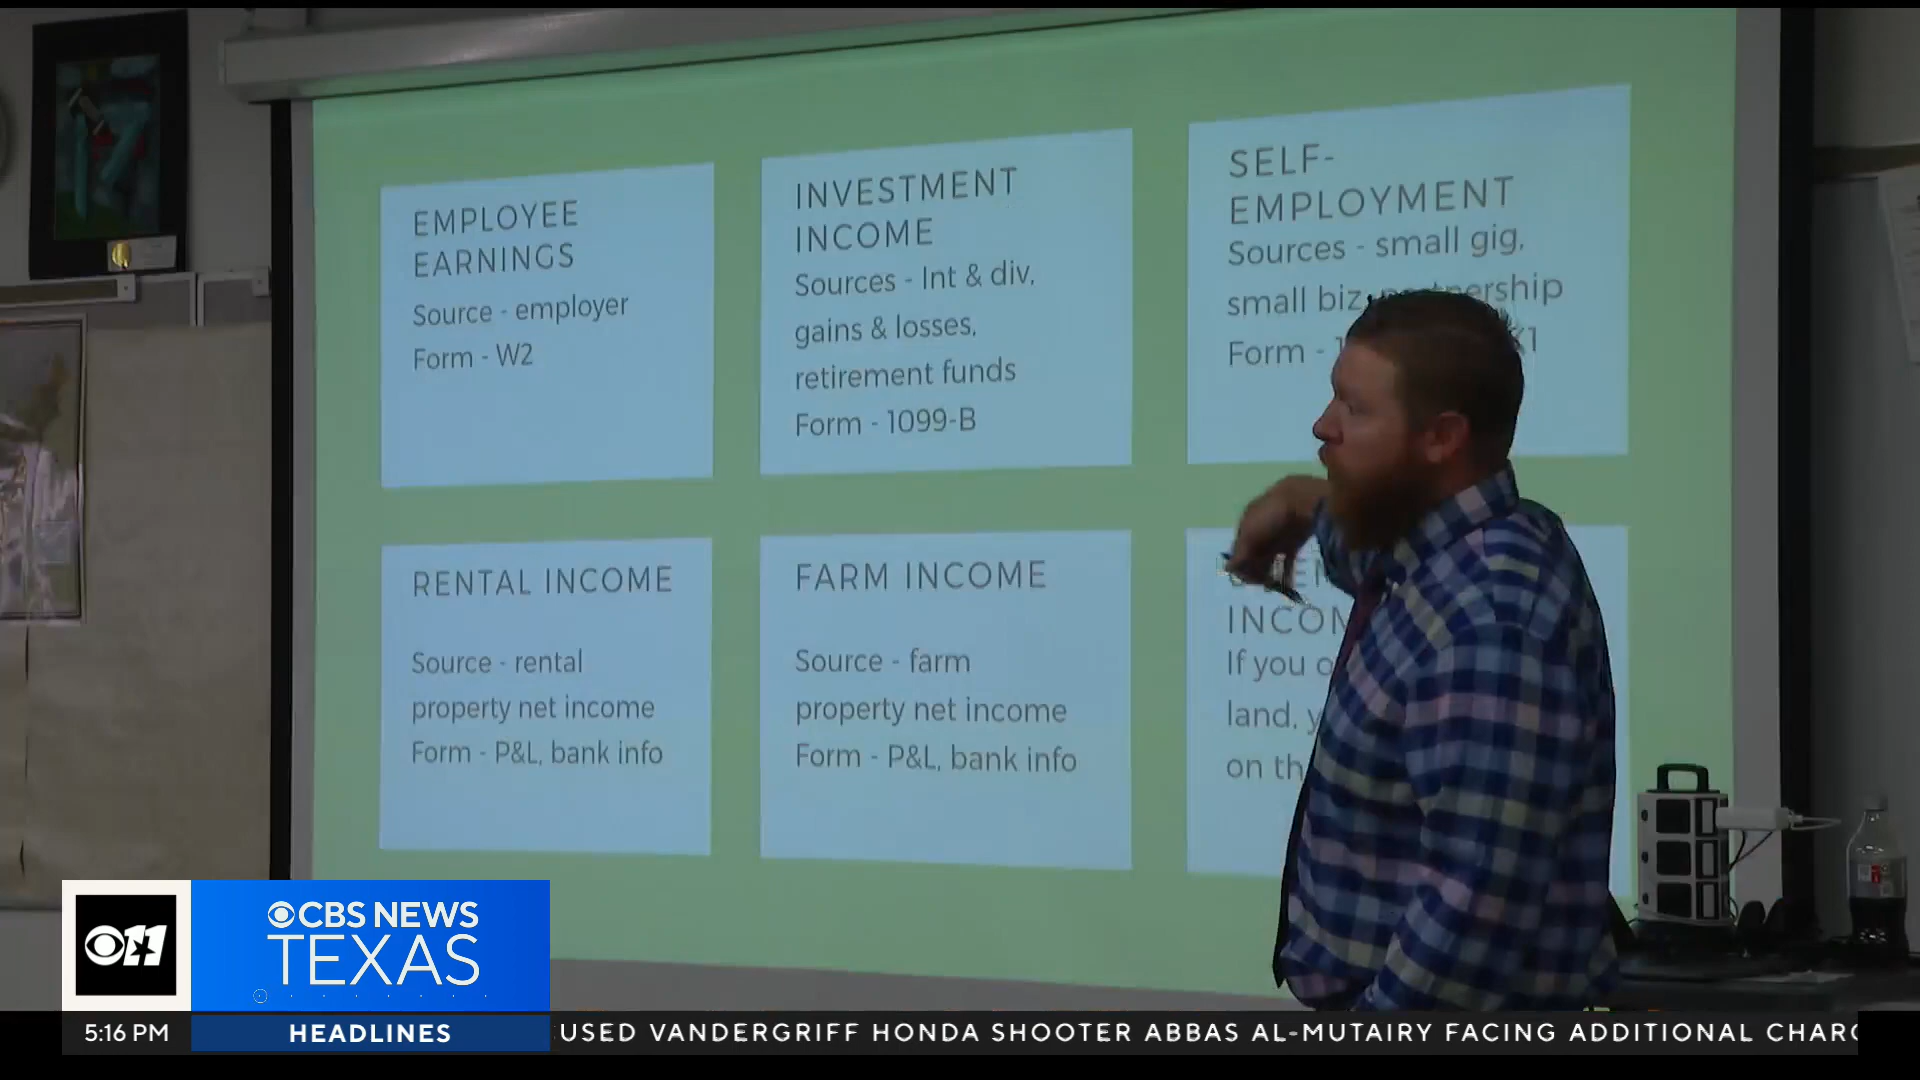 EMPLOYEE
EARNINGS
Source - employer
Form - W2
INVESTMENT
INCOME
Sources - Int & div,
gains & losses,
retirement funds
Form - 1099-B
SELF-
EMPLOYMENT
Sources - small gig,
small biz,
Form -
RENTAL INCOME
Source - rental
property net income
Form - P&L, bank info
FARM INCOME
Source - farm
property net income
Form - P&L, bank info
If you
land,
on
11
CBS NEWS
TEXAS
5:16 PM
HEADLINES
USED VANDERGRIFF HONDA SHOOTER ABBAS AL-MUTAIRY FACING ADDITIONAL CHARG